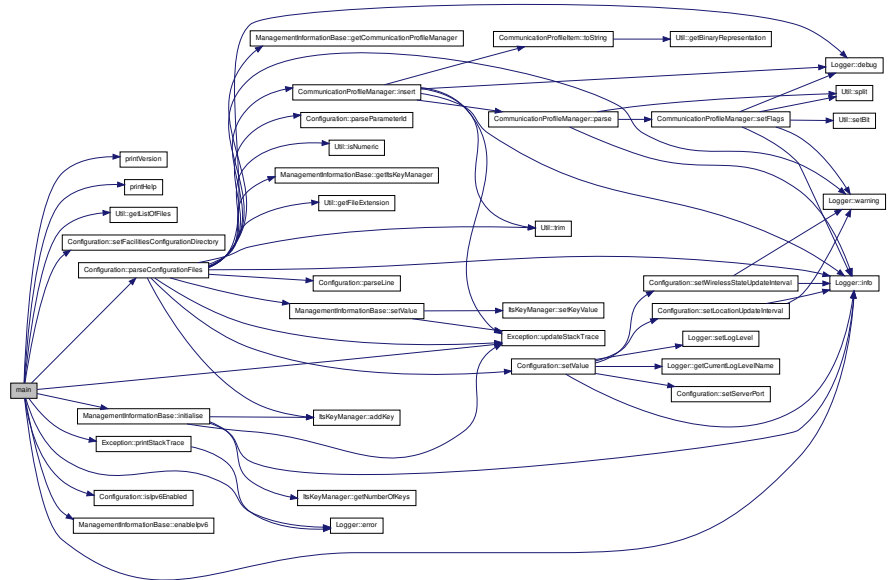 ManagementInformationBase::getCommunicationProfileManager
CommunicationProfileItem::toString
Util::getBinaryRepresentation
Logger::debug
CommunicationProfileManager::insert
Util::split
Configuration::parseParameterId
CommunicationProfileManager::parse
CommunicationProfileManager::setFlags
Util::setBit
Util::isNumeric
printVersion
ManagementInformationBase::getItsKeyManager
printHelp
Util::getFileExtension
Logger::warning
Util::getListOfFiles
Util::trim
Configuration::setFacilitiesConfigurationDirectory
Configuration::parseConfigurationFiles
Configuration::parseLine
Configuration::setWirelessStateUpdateInterval
Logger::info
ManagementInformationBase::setValue
ItsKeyManager::setKeyValue
Configuration::setLocationUpdateInterval
Exception::updateStackTrace
Logger::setLogLevel
Configuration::setValue
Logger::getCurrentLogLevelName
main
Configuration::setServerPort
ManagementInformationBase::initialise
ItsKeyManager::addKey
Exception::printStackTrace
Configuration::isIpv6Enabled
ItsKeyManager::getNumberOfKeys
ManagementInformationBase::enableIpv6
Logger::error